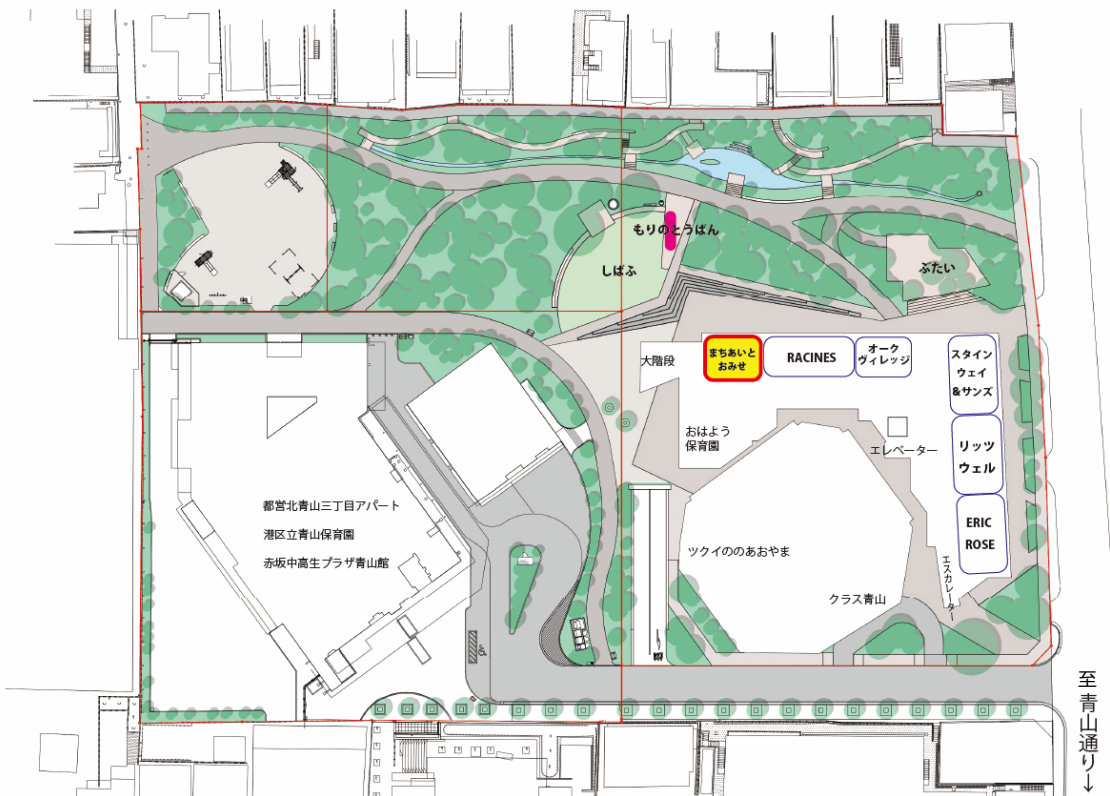 もりのとうばん
しばふ
ぶたい
大階段
まちあいと
おみせ
RACINES
オーク
ヴィレッジ
スタイン
ウェイ
&サンズ
おはよう
保育園
エレベーター
リッツ
ウェル
ERIC
ROSE
都営北青山三丁目アパート
港区立青山保育園
赤坂中高生プラザ青山館
ツクイののあおやま
エスカレーター
クラス青山
至青山通り→